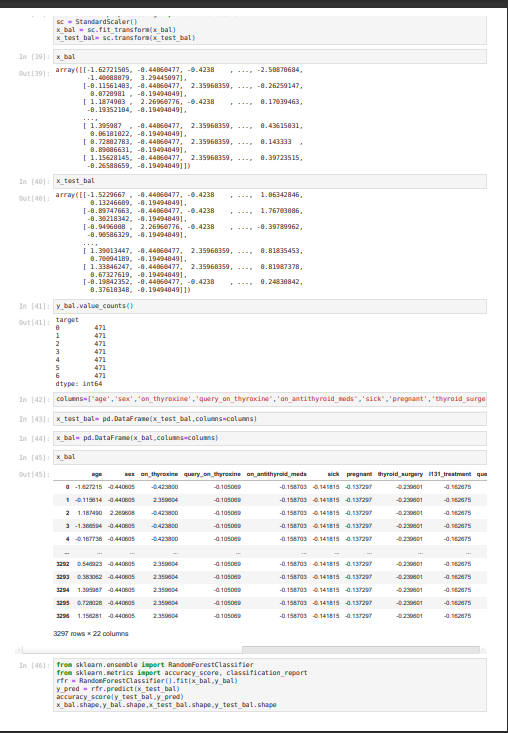 sc = StandardScaler()
x_bal = sc.fit_transform(x_bal)
x_test_bal= sc.transform(x_test_bal)
In [39]: x_bal
Out[39]: array([[-1.62721505, -0.44060477, -0.4238    , ..., -2.50870684,
-1.40088079,  3.29445097],
[-0.11561403, -0.44060477,  2.35960359, ..., -0.26259147,
0.0720981 , -0.19494049],
[ 1.1874903 ,  2.26960776, -0.4238    , ...,  0.17039463,
-0.19352104, -0.19494049],
...,
[ 1.395987  , -0.44060477,  2.35960359, ...,  0.43615031,
0.06181022, -0.19494049],
[ 0.72802783, -0.44060477,  2.35960359, ...,  0.143333  ,
0.89086631, -0.19494049],
[ 1.15628145, -0.44060477,  2.35960359, ...,  0.39723515,
-0.26588659, -0.19494049]])
In [40]: x_test_bal
Out[40]: array([[-1.5229667 , -0.44060477, -0.4238    , ...,  1.06342846,
0.13246609, -0.19494049],
[-0.89747663, -0.44060477, -0.4238    , ...,  1.76703086,
-0.30218342, -0.19494049],
[-0.9496008 ,  2.26960776, -0.4238    , ..., -0.39789962,
-0.90586329, -0.19494049],
...,
[ 1.39013447, -0.44060477,  2.35960359, ...,  0.81835453,
0.70094189, -0.19494049],
[ 1.33846247, -0.44060477,  2.35960359, ...,  0.81987378,
0.67327619, -0.19494049],
[-0.19842352, -0.44060477, -0.4238    , ...,  0.24830842,
0.37610348, -0.19494049]])
In [41]: y_bal.value_counts()
Out[41]: target
0    471
1    471
2    471
3    471
4    471
5    471
6    471
dtype: int64
In [42]: columns=['age','sex','on_thyroxine','query_on_thyroxine','on_antithyroid_meds','sick','pregnant','thyroid_surge
In [43]: x_test_bal= pd.DataFrame(x_test_bal,columns=columns)
In [44]: x_bal= pd.DataFrame(x_bal,columns=columns)
In [45]: x_bal
Out[45]: age sex on_thyroxine query_on_thyroxine on_antithyroid_meds sick pregnant thyroid_surgery I131_treatment que
0 -1.627215 -0.440605 -0.423800 -0.105069 -0.158703 -0.141815 -0.137297 -0.239601 -0.162675
1 -0.115614 -0.440605 2.359604 -0.105069 -0.158703 -0.141815 -0.137297 -0.239601 -0.162675
2 1.187490 2.269608 -0.423800 -0.105069 -0.158703 -0.141815 -0.137297 -0.239601 -0.162675
3 -1.366594 -0.440605 -0.423800 -0.105069 -0.158703 -0.141815 -0.137297 -0.239601 -0.162675
4 -0.167738 -0.440605 -0.423800 -0.105069 -0.158703 -0.141815 -0.137297 -0.239601 -0.162675
... ... ... ... ... ... ... ... ... ...
3292 0.546923 -0.440605 2.359604 -0.105069 -0.158703 -0.141815 -0.137297 -0.239601 -0.162675
3293 0.383062 -0.440605 2.359604 -0.105069 -0.158703 -0.141815 -0.137297 -0.239601 -0.162675
3294 1.395987 -0.440605 2.359604 -0.105069 -0.158703 -0.141815 -0.137297 -0.239601 -0.162675
3295 0.728028 -0.440605 2.359604 -0.105069 -0.158703 -0.141815 -0.137297 -0.239601 -0.162675
3296 1.156281 -0.440605 2.359604 -0.105069 -0.158703 -0.141815 -0.137297 -0.239601 -0.162675
3297 rows × 22 columns
In [46]: from sklearn.ensemble import RandomForestClassifier
from sklearn.metrics import accuracy_score, classification_report
rfr = RandomForestClassifier().fit(x_bal,y_bal)
y_pred = rfr.predict(x_test_bal)
accuracy_score(y_test_bal,y_pred)
x_bal.shape,y_bal.shape,x_test_bal.shape,y_test_bal.shape